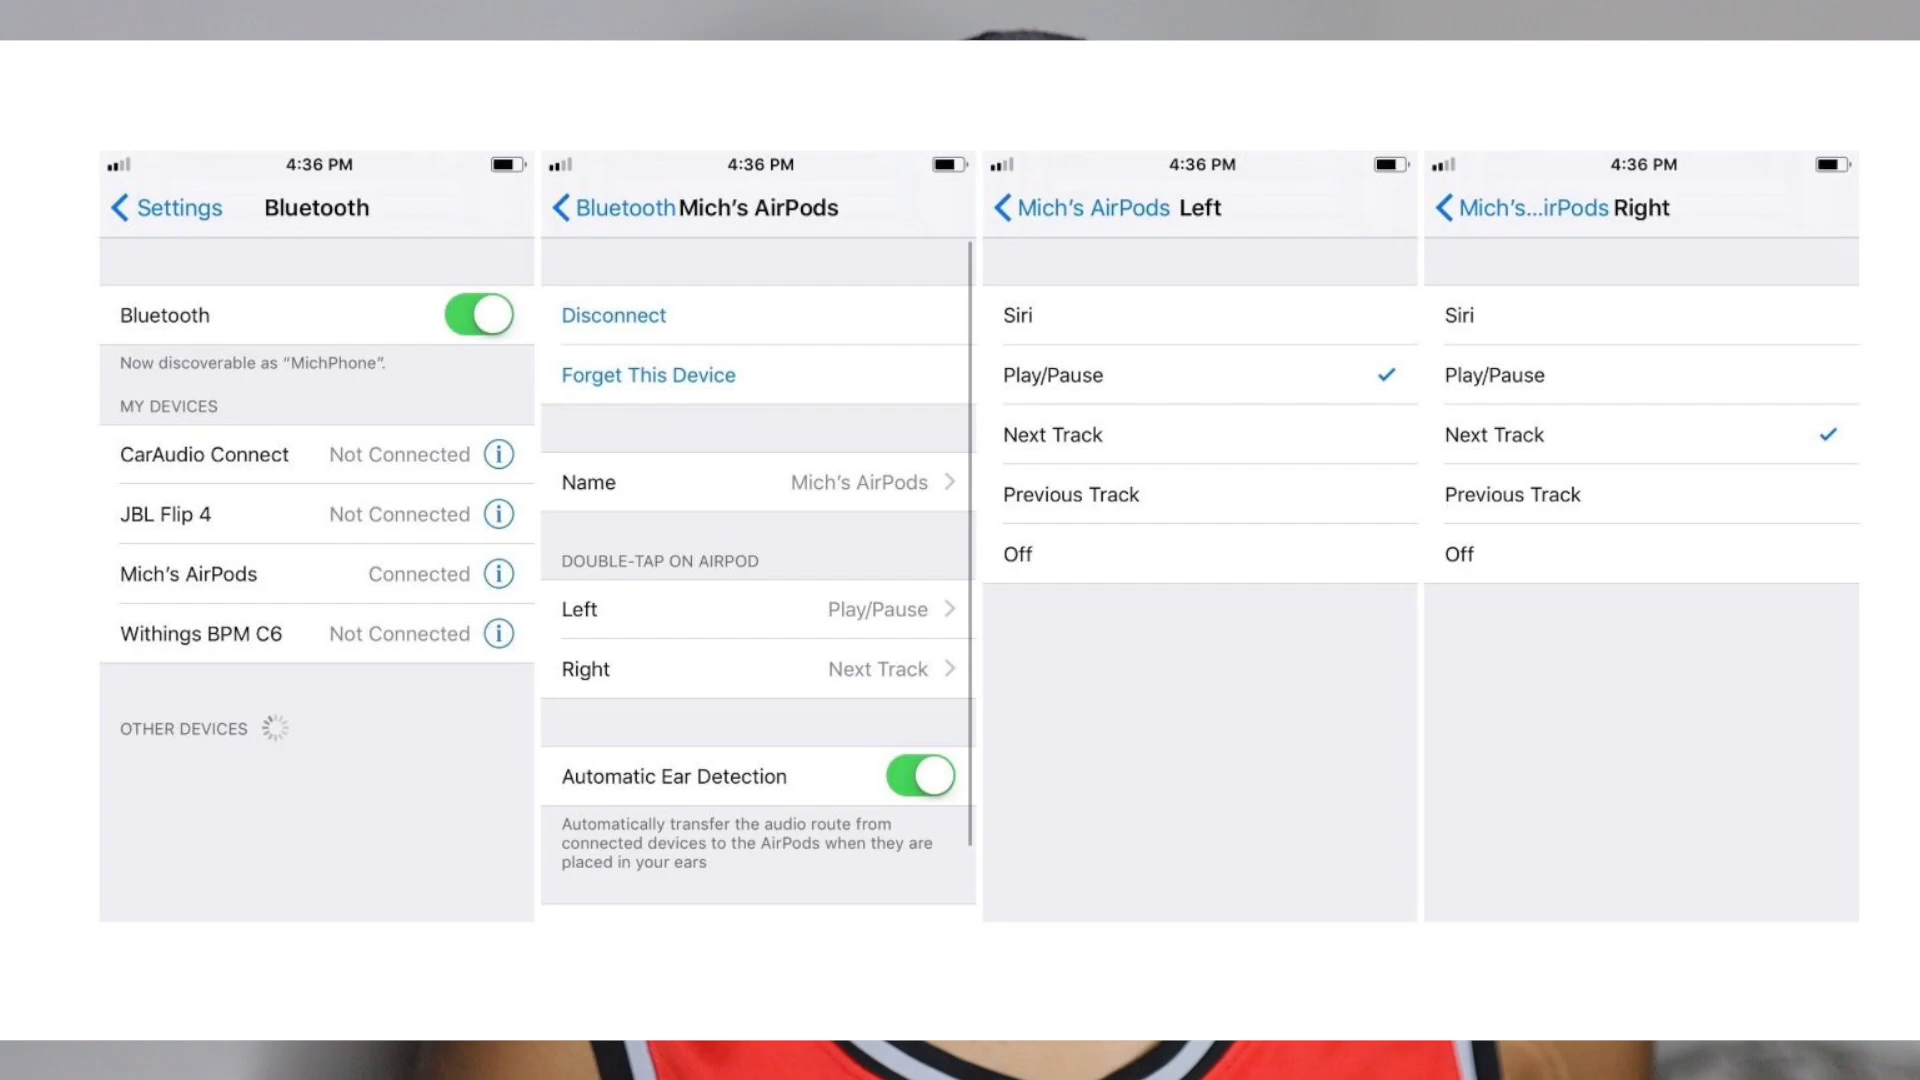 4:36 PM
Settings Bluetooth
Bluetooth
Now discoverable as “MichPhone”.
MY DEVICES
CarAudio Connect Not Connected
JBL Flip 4 Not Connected
Mich’s AirPods Connected
Withings BPM C6 Not Connected
OTHER DEVICES
4:36 PM
Bluetooth Mich’s AirPods
Disconnect
Forget This Device
Name Mich’s AirPods
DOUBLE-TAP ON AIRPOD
Left Play/Pause
Right Next Track
Automatic Ear Detection
Automatically transfer the audio route from
connected devices to the AirPods when they are
placed in your ears
4:36 PM
Mich’s AirPods Left
Siri
Play/Pause
Next Track
Previous Track
Off
4:36 PM
Mich’s...irPods Right
Siri
Play/Pause
Next Track
Previous Track
Off